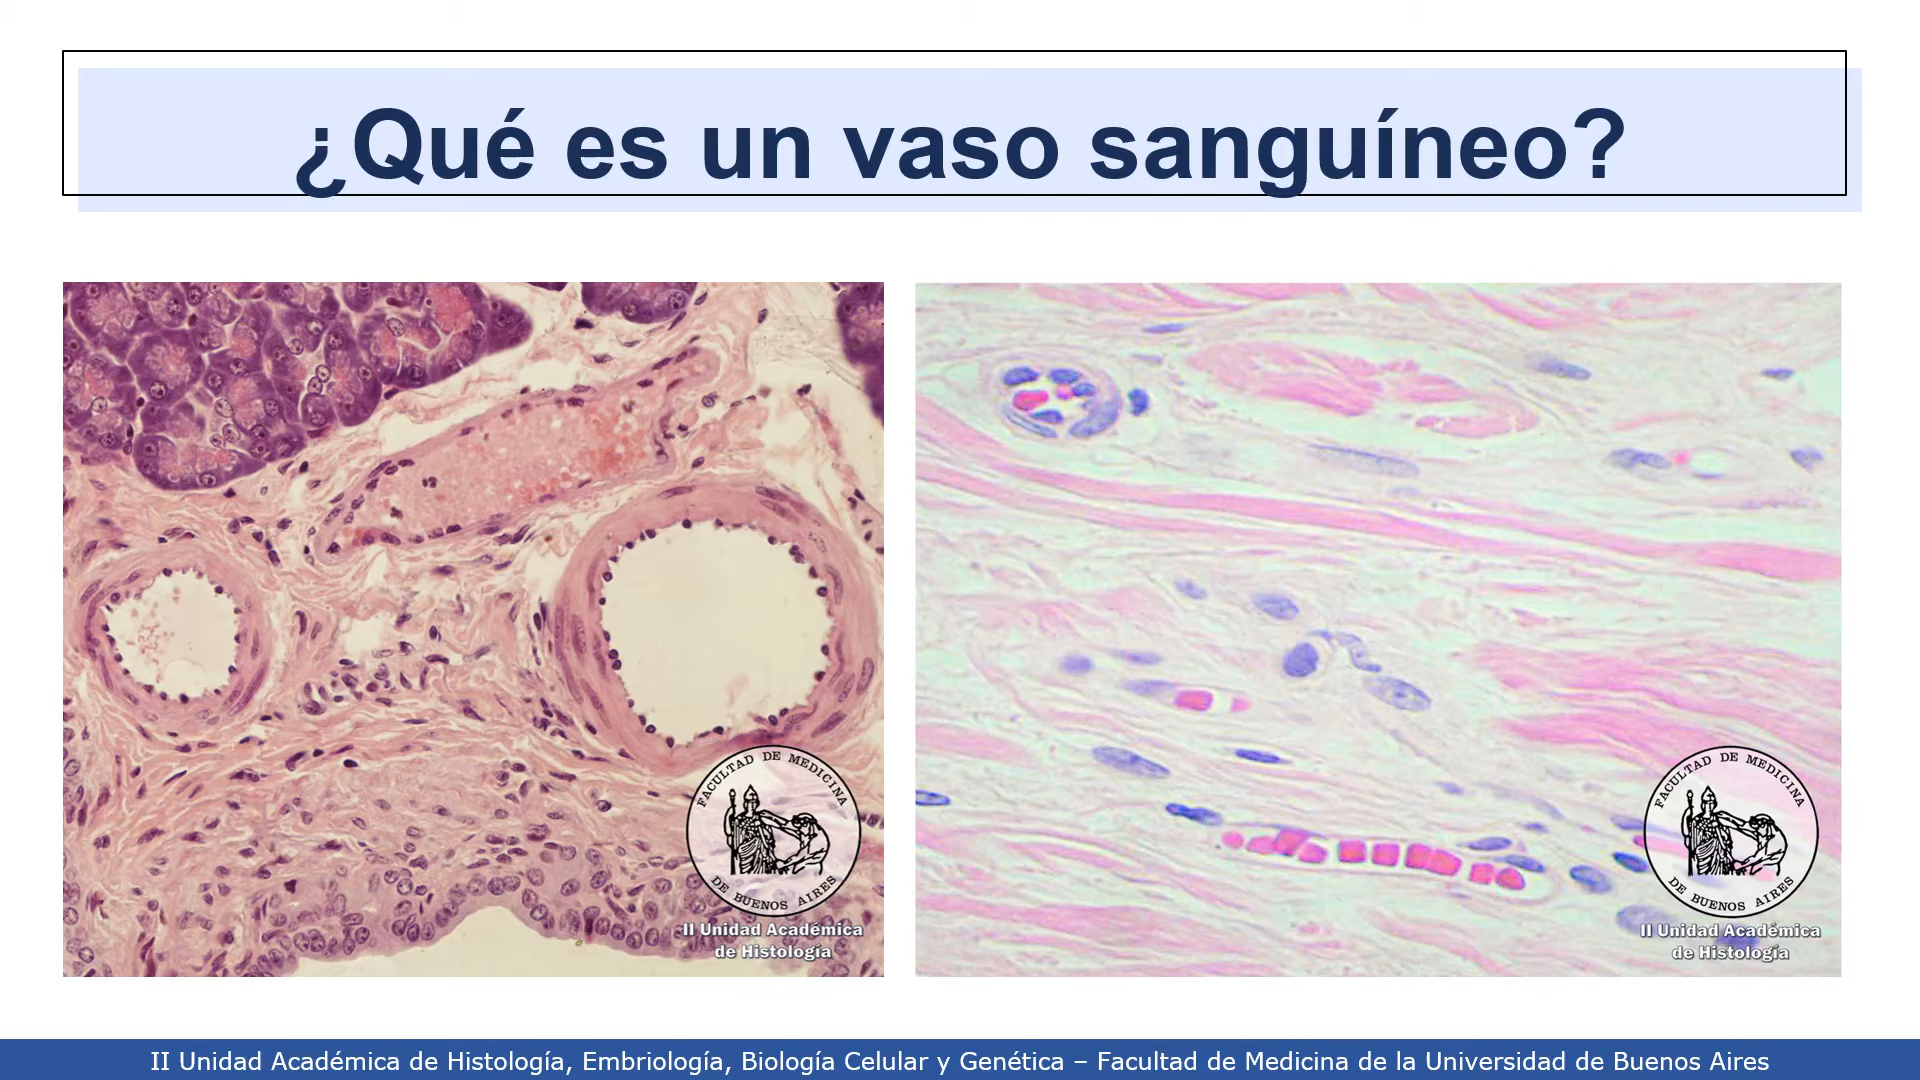 ¿Qué es un vaso sanguíneo?
FACULTAD DE MEDICINA
DE BUENOS AIRES
II Unidad Académica
de Histología
FACULTAD DE MEDICINA
DE BUENOS AIRES
II Unidad Académica
de Histología
II Unidad Académica de Histología, Embriología, Biología Celular y Genética – Facultad de Medicina de la Universidad de Buenos Aires